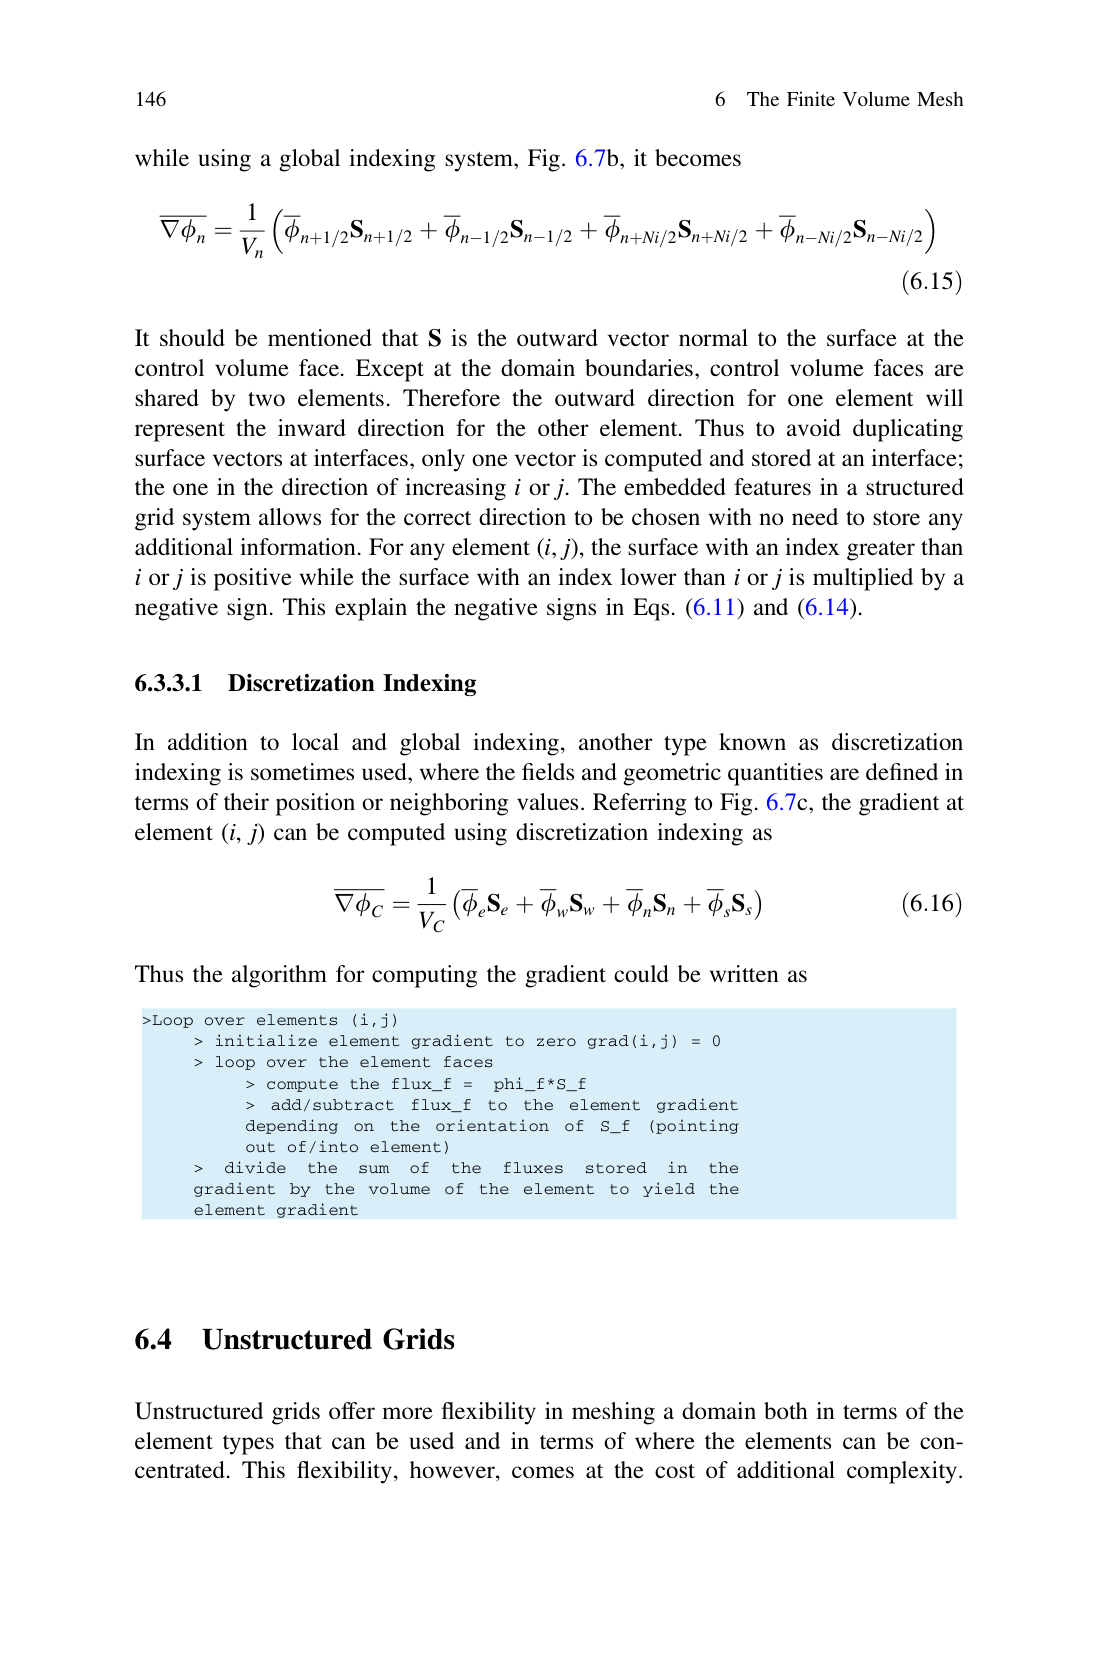 146 6 The Finite Volume Mesh
while using a global indexing system, Fig. 6.7b, it becomes
$\overline{\nabla\phi_n} = \frac{1}{V_n}\left(\overline{\phi}_{n+1/2}\mathbf{S}_{n+1/2} + \overline{\phi}_{n-1/2}\mathbf{S}_{n-1/2} + \overline{\phi}_{n+Ni/2}\mathbf{S}_{n+Ni/2} + \overline{\phi}_{n-Ni/2}\mathbf{S}_{n-Ni/2}\right)$
(6.15)
It should be mentioned that S is the outward vector normal to the surface at the
control volume face. Except at the domain boundaries, control volume faces are
shared by two elements. Therefore the outward direction for one element will
represent the inward direction for the other element. Thus to avoid duplicating
surface vectors at interfaces, only one vector is computed and stored at an interface;
the one in the direction of increasing i or j. The embedded features in a structured
grid system allows for the correct direction to be chosen with no need to store any
additional information. For any element (i, j), the surface with an index greater than
i or j is positive while the surface with an index lower than i or j is multiplied by a
negative sign. This explain the negative signs in Eqs. (6.11) and (6.14).
6.3.3.1 Discretization Indexing
In addition to local and global indexing, another type known as discretization
indexing is sometimes used, where the fields and geometric quantities are defined in
terms of their position or neighboring values. Referring to Fig. 6.7c, the gradient at
element (i, j) can be computed using discretization indexing as
$\overline{\nabla\phi_C} = \frac{1}{V_C}\left(\overline{\phi}_e\mathbf{S}_e + \overline{\phi}_w\mathbf{S}_w + \overline{\phi}_n\mathbf{S}_n + \overline{\phi}_s\mathbf{S}_s\right)$ (6.16)
Thus the algorithm for computing the gradient could be written as
>Loop over elements (i,j)
> initialize element gradient to zero grad(i,j) = 0
> loop over the element faces
> compute the flux_f = phi_f*S_f
> add/subtract flux_f to the element gradient
depending on the orientation of S_f (pointing
out of/into element)
> divide the sum of the fluxes stored in the
gradient by the volume of the element to yield the
element gradient
6.4 Unstructured Grids
Unstructured grids offer more flexibility in meshing a domain both in terms of the
element types that can be used and in terms of where the elements can be con-
centrated. This flexibility, however, comes at the cost of additional complexity.